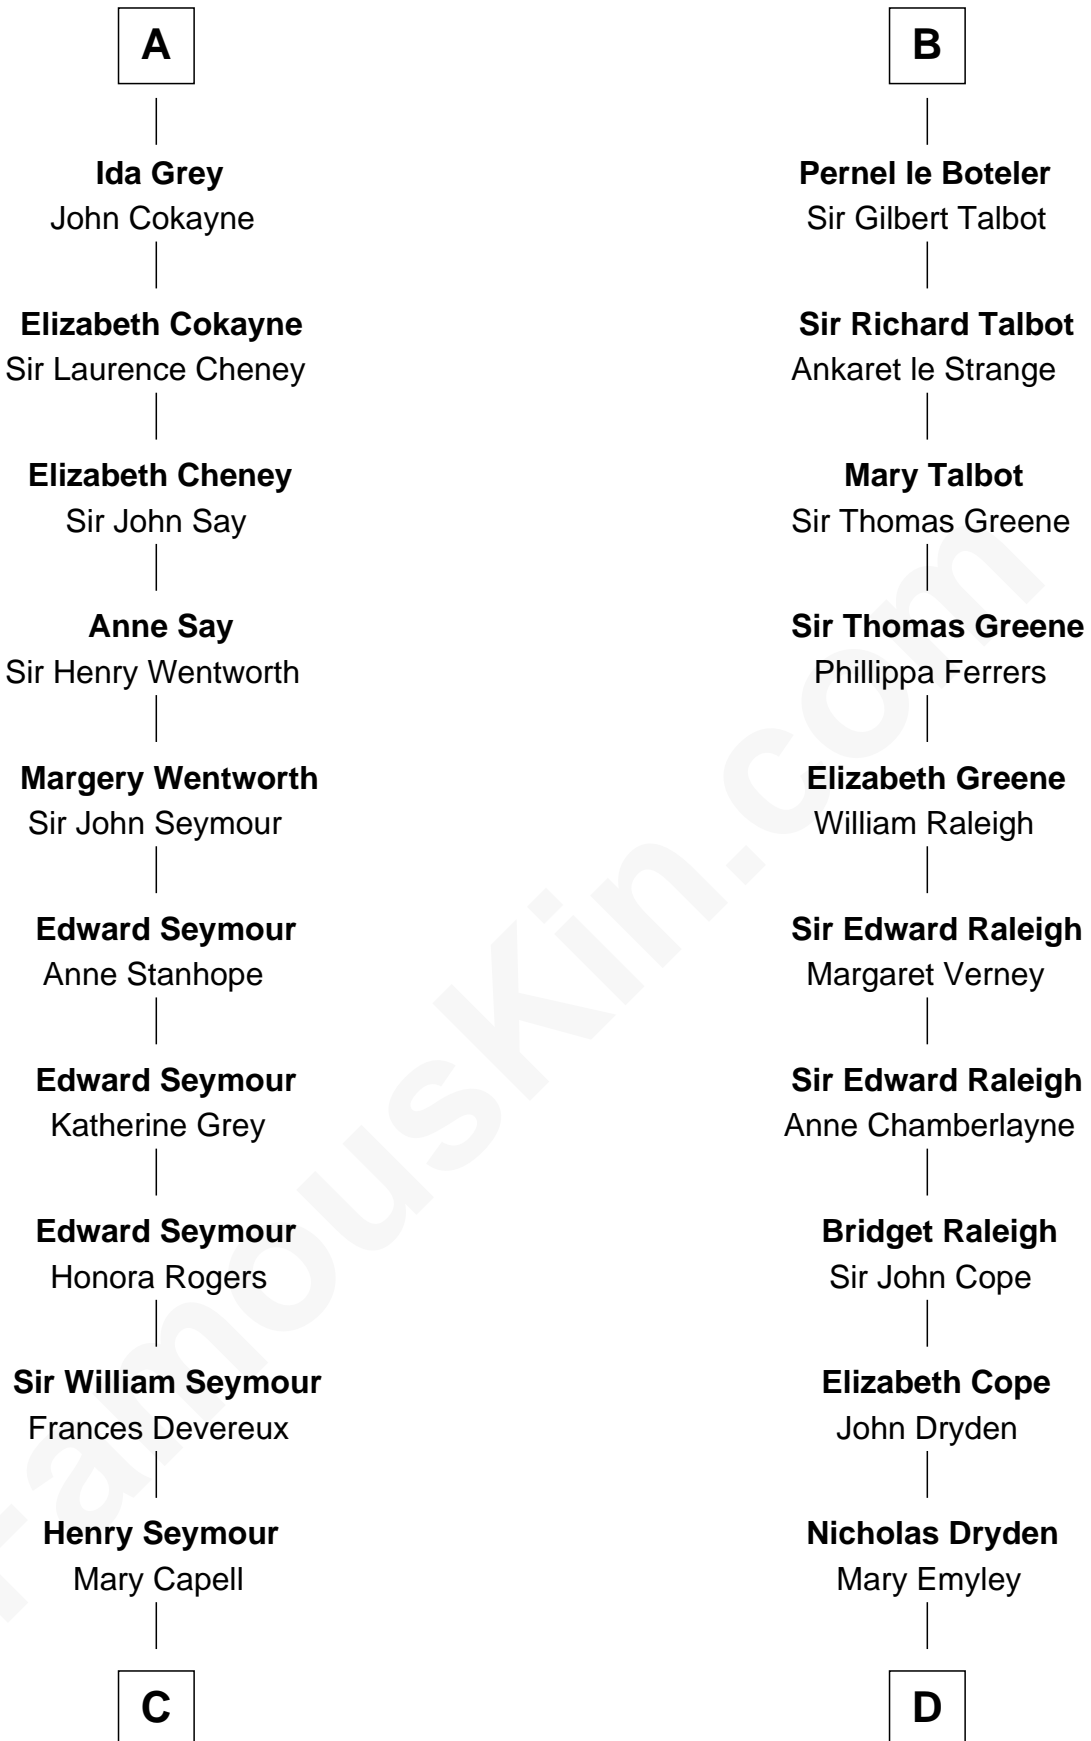 A
Ida Grey
John Cokayne
Elizabeth Cokayne
Sir Laurence Cheney
Elizabeth Cheney
Sir John Say
Anne Say
Sir Henry Wentworth
Margery Wentworth
Sir John Seymour
Edward Seymour
Anne Stanhope
Edward Seymour
Katherine Grey
Edward Seymour
Honora Rogers
Sir William Seymour
Frances Devereux
Henry Seymour
Mary Capell
C
B
Pernel le Boteler
Sir Gilbert Talbot
Sir Richard Talbot
Ankaret le Strange
Mary Talbot
Sir Thomas Greene
Sir Thomas Greene
Phillippa Ferrers
Elizabeth Greene
William Raleigh
Sir Edward Raleigh
Margaret Verney
Sir Edward Raleigh
Anne Chamberlayne
Bridget Raleigh
Sir John Cope
Elizabeth Cope
John Dryden
Nicholas Dryden
Mary Emyley
D
FamousKin.com